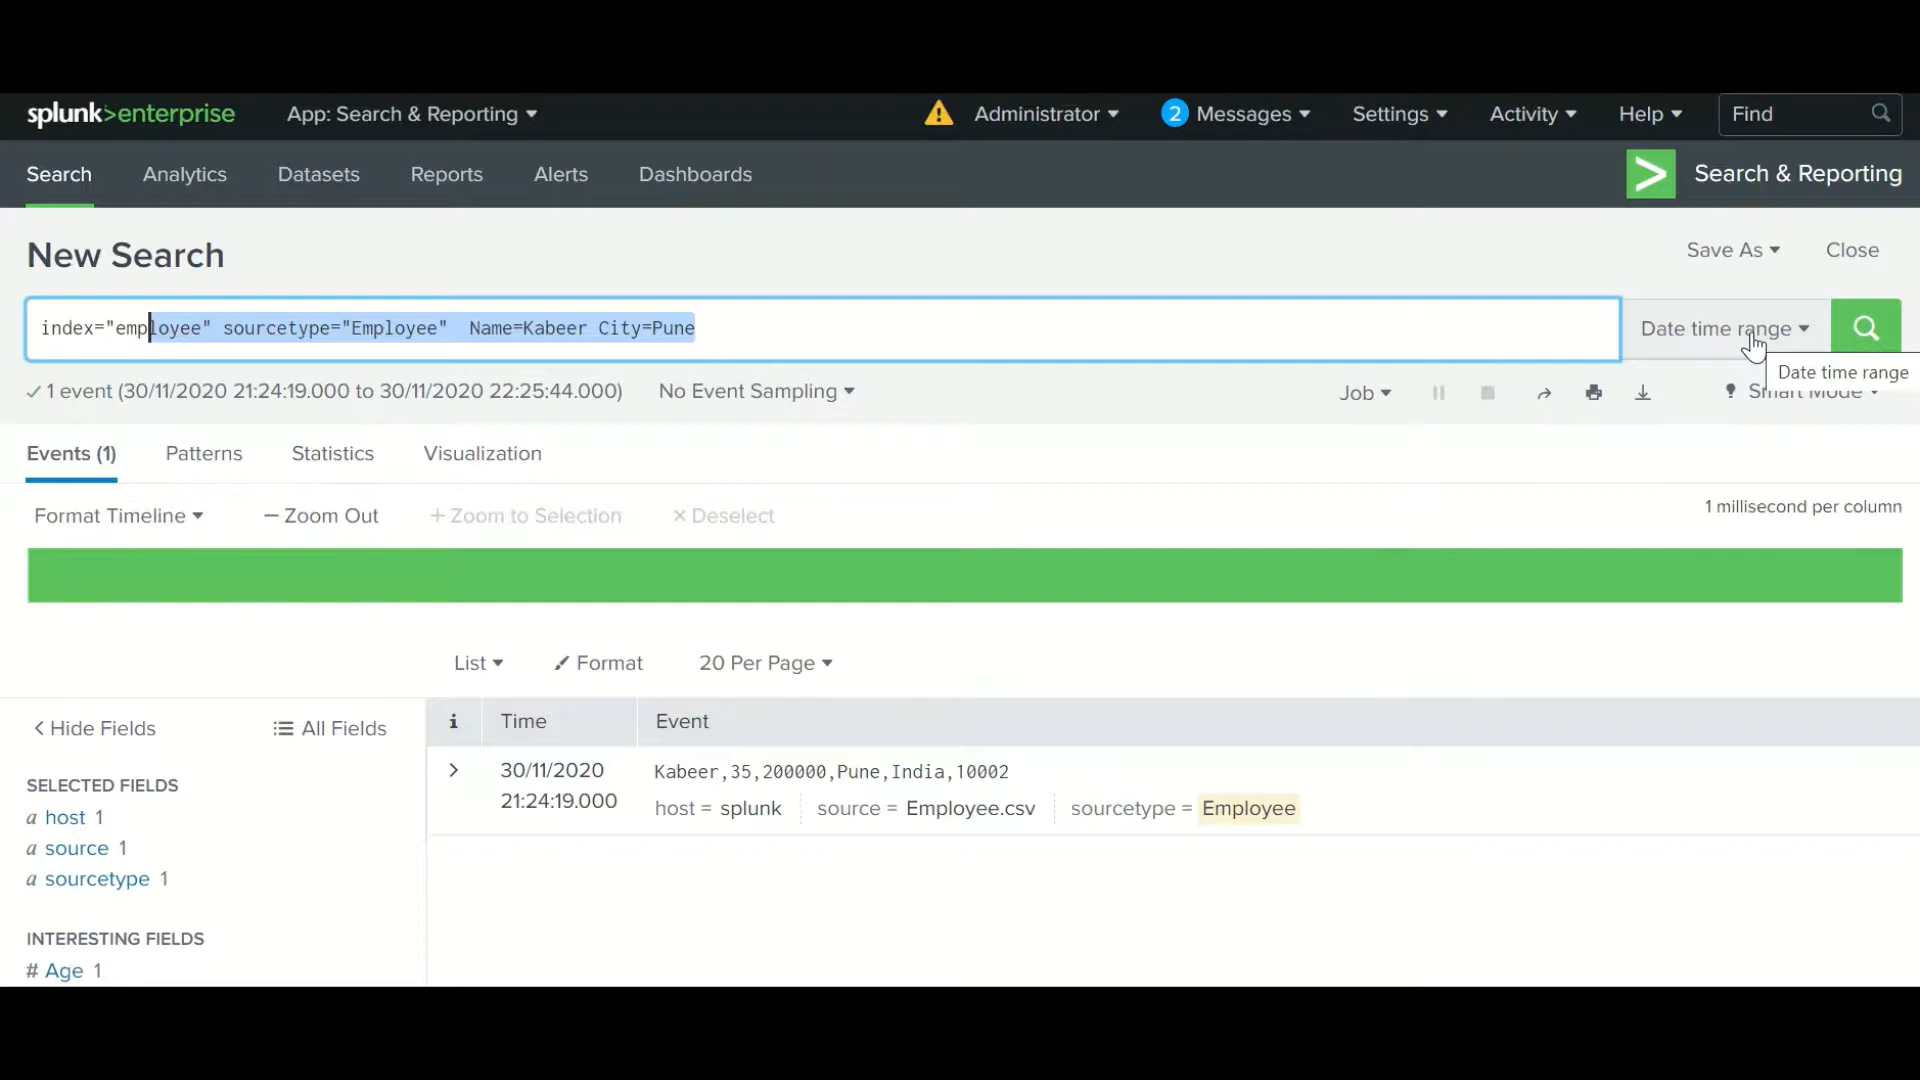 splunk>enterprise App: Search & Reporting Administrator 2 Messages Settings Activity Help Find
Search Analytics Datasets Reports Alerts Dashboards Search & Reporting
New Search Save As Close
index="employee" sourcetype="Employee"  Name=Kabeer City=Pune Date time range
Date time range
1 event (30/11/2020 21:24:19.000 to 30/11/2020 22:25:44.000) No Event Sampling Job Smart Mode
Events (1) Patterns Statistics Visualization
Format Timeline — Zoom Out + Zoom to Selection × Deselect 1 millisecond per column
List Format 20 Per Page
< Hide Fields All Fields i Time Event
SELECTED FIELDS
a host 1
a source 1
a sourcetype 1
INTERESTING FIELDS
# Age 1
> 30/11/2020 21:24:19.000 Kabeer,35,200000,Pune,India,10002
host = splunk source = Employee.csv sourcetype = Employee